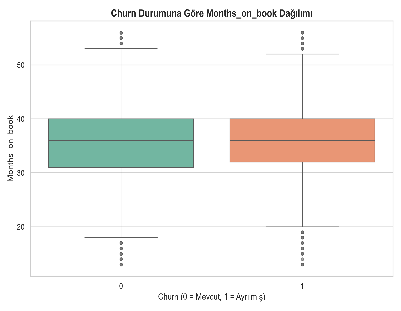 Churn Durumuna Göre Months_on_book Dağılımı
Months_on_book
50
40
30
20
0
1
Churn (0 = Mevcut, 1 = Ayrılmış)